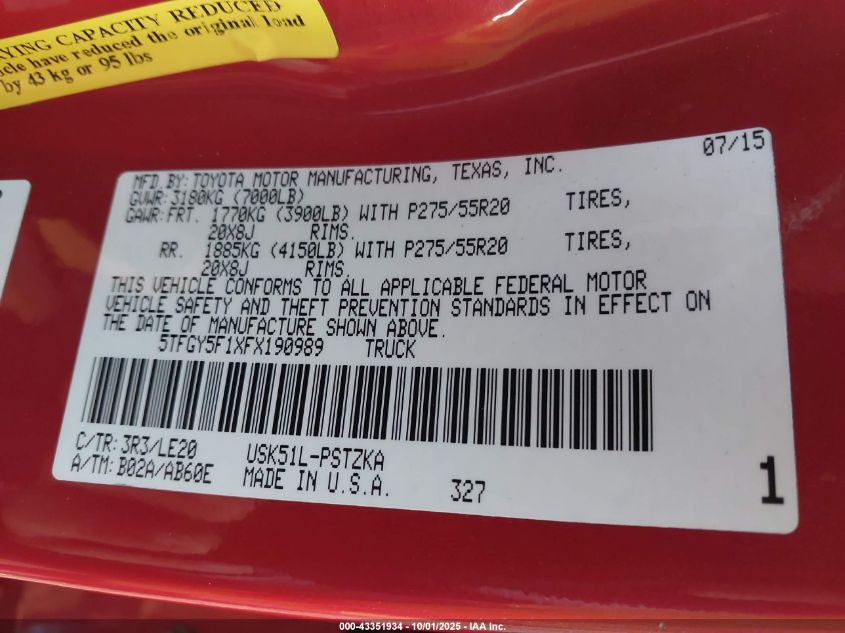 YING CAPACITY REDUCED
cle have reduced the original load
by 43 kg or 95 lbs
07/15
MFD.BY:TOYOTA MOTOR MANUFACTURING, TEXAS, INC.
GVWR:3180KG (7000LB)
GAWR:FRT. 1770KG (3900LB) WITH P275/55R20 TIRES,
20X8J RIMS.
RR. 1885KG (4150LB) WITH P275/55R20 TIRES,
20X8J RIMS.
THIS VEHICLE CONFORMS TO ALL APPLICABLE FEDERAL MOTOR
VEHICLE SAFETY AND THEFT PREVENTION STANDARDS IN EFFECT ON
THE DATE OF MANUFACTURE SHOWN ABOVE.
5TFGY5F1XFX190989 TRUCK
C/TR:3R3/LE20 USK51L-PSTZKA
A/TM:B02A/AB60E MADE IN U.S.A. 327
1
000-43351934 - 10/01/2025 - IAA Inc.